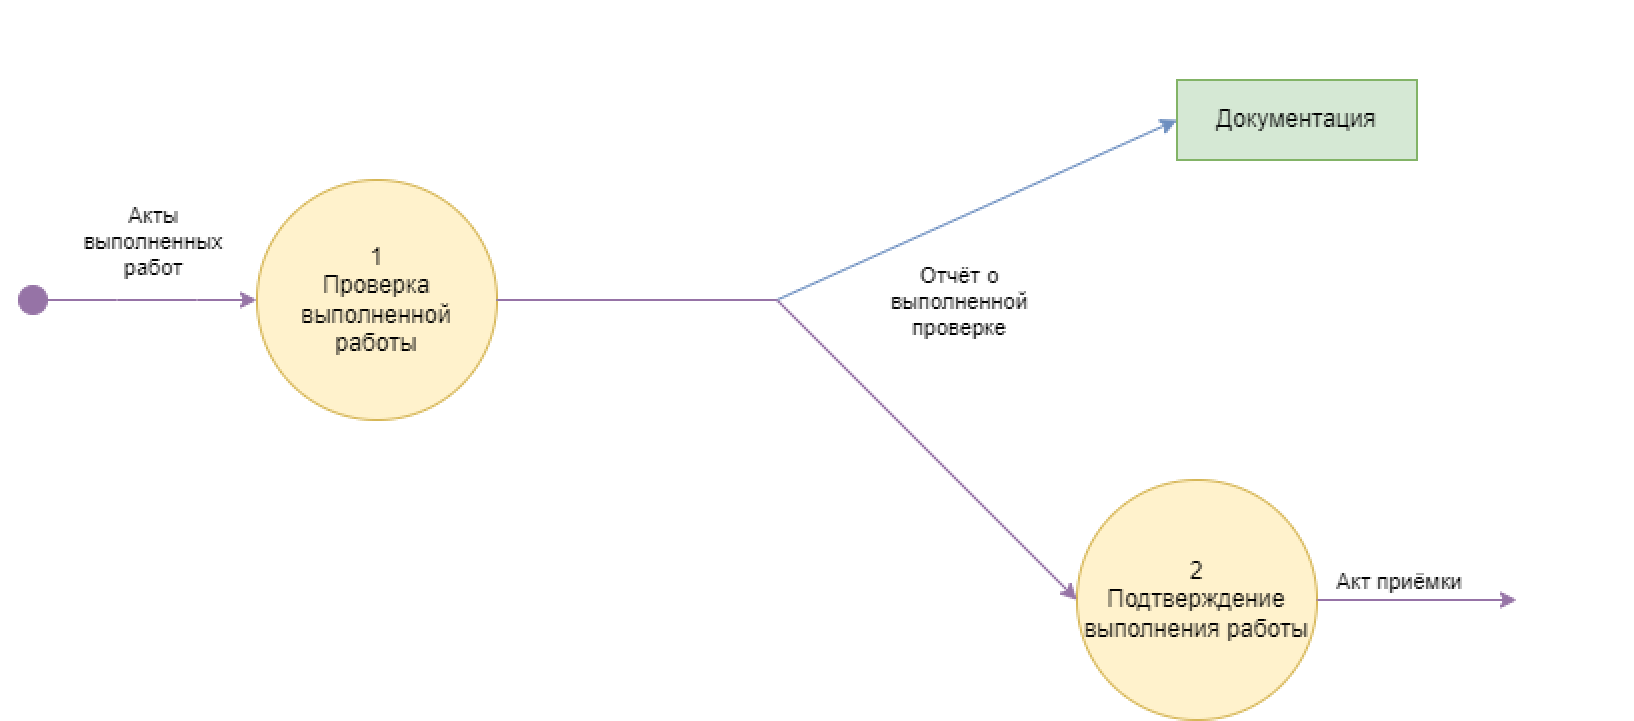 Акты
выполненных
работ
1
Проверка
выполненной
работы
Документация
Отчёт о
выполненной
проверке
2
Подтверждение
выполнения работы
Акт приёмки